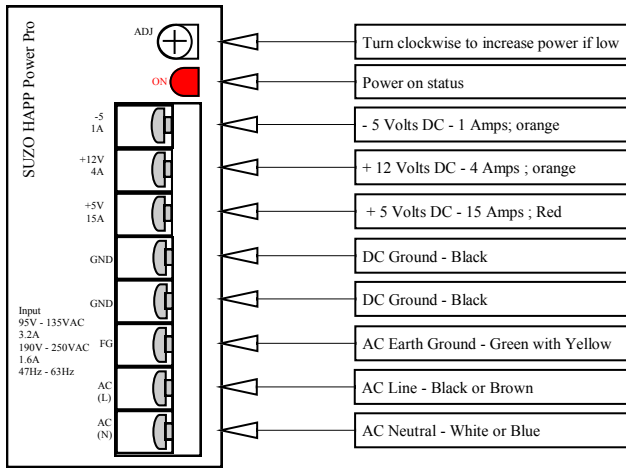 SUZO HAPP Power Pro
ADJ
Turn clockwise to increase power if low
ON
Power on status
-5
1A
- 5 Volts DC - 1 Amps; orange
+12V
4A
+ 12 Volts DC - 4 Amps ; orange
+5V
15A
+ 5 Volts DC - 15 Amps ; Red
GND
DC Ground - Black
GND
DC Ground - Black
Input
95V - 135VAC
3.2A
190V - 250VAC
1.6A
47Hz - 63Hz
FG
AC Earth Ground - Green with Yellow
AC
(L)
AC Line - Black or Brown
AC
(N)
AC Neutral - White or Blue